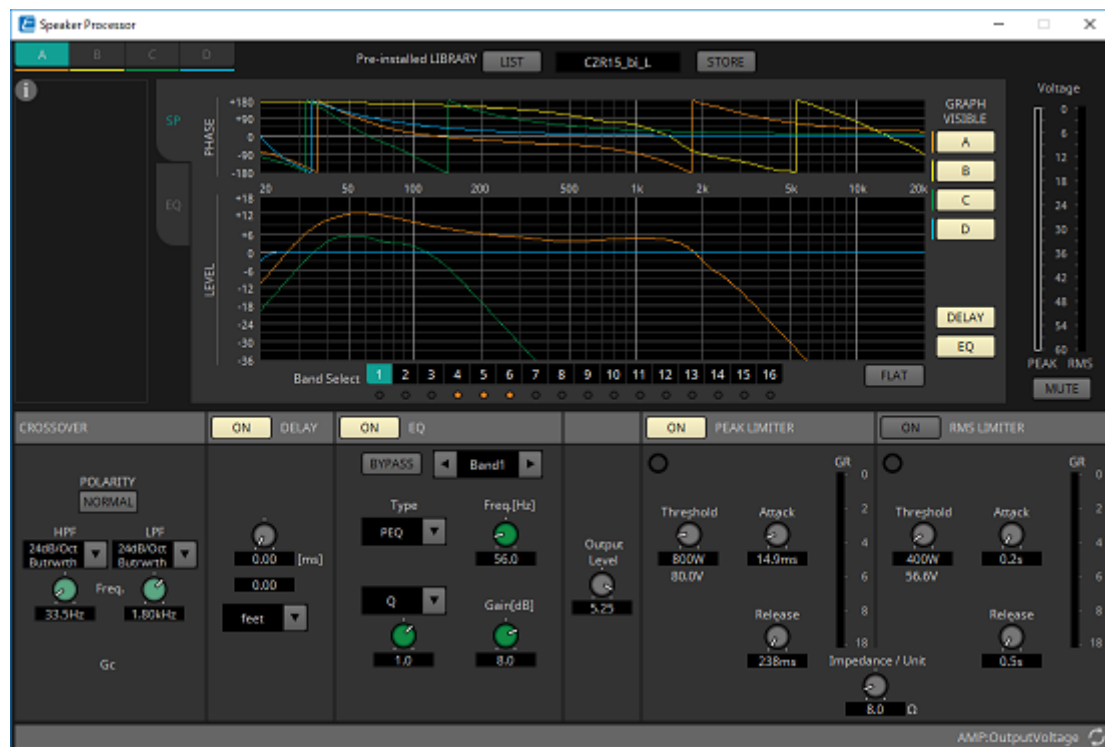 Speaker Processor
A B C D
Pre-installed LIBRARY LIST CZR15_bi_L STORE
Voltage
SP
EQ
PHASE
+180
+90
0
-90
-180
20 50 100 200 500 1k 2k 5k 10k 20k
LEVEL
+18
+12
+6
0
-6
-12
-18
-24
-30
-36
GRAPH
VISIBLE
A
B
C
D
DELAY
EQ
0
6
12
18
24
30
36
42
48
54
60
PEAK RMS
MUTE
Band Select 1 2 3 4 5 6 7 8 9 10 11 12 13 14 15 16
FLAT
CROSSOVER
POLARITY
NORMAL
HPF LPF
24dB/Oct 24dB/Oct
Butrwrth Butrwrth
Freq.
33.5Hz 1.80kHz
Gc
ON DELAY
0.00 [ms]
0.00
feet
ON EQ
BYPASS Band1
Type Freq.[Hz]
PEQ
56.0
Q Gain[dB]
1.0 8.0
Output
Level
5.25
ON PEAK LIMITER
GR
Threshold Attack
800W 14.9ms
80.0V
Release
238ms
0
2
4
6
8
18
Impedance / Unit
8.0 Ω
ON RMS LIMITER
GR
Threshold Attack
400W 0.2s
56.6V
Release
0.5s
0
2
4
6
8
18
AMP:OutputVoltage